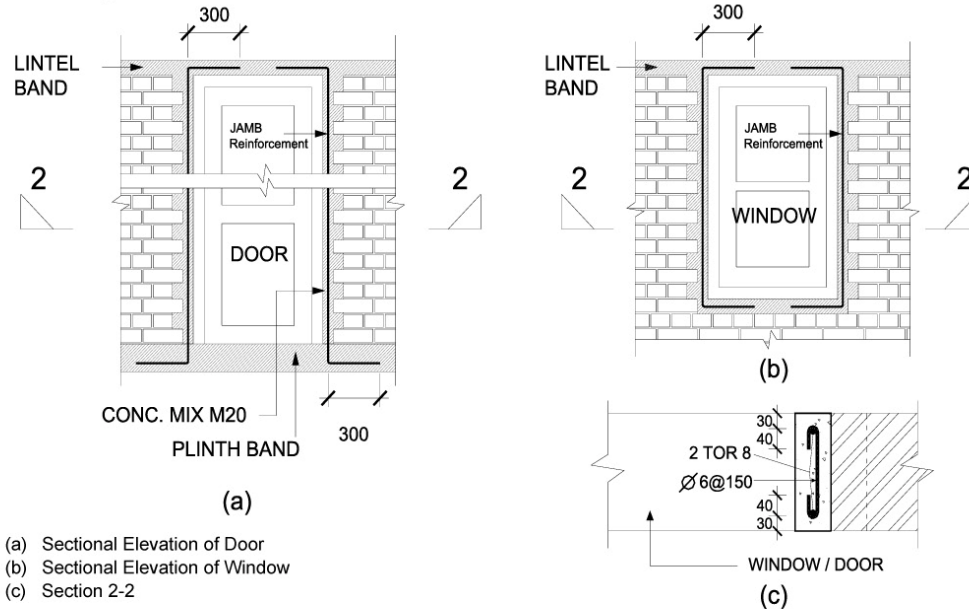 300
LINTEL
BAND
JAMB
Reinforcement
2
2
DOOR
CONC. MIX M20
300
PLINTH BAND
(a)
(a) Sectional Elevation of Door
(b) Sectional Elevation of Window
(c) Section 2-2
300
LINTEL
BAND
JAMB
Reinforcement
2
2
WINDOW
(b)
30
40
2 TOR 8
Ø6@150
40
30
WINDOW / DOOR
(c)